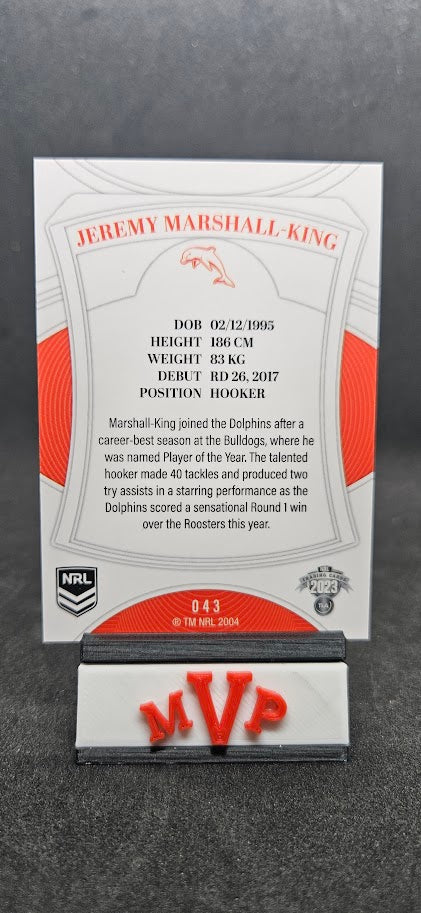 JEREMY MARSHALL-KING
DOB 02/12/1995
HEIGHT 186 CM
WEIGHT 83 KG
DEBUT RD 26, 2017
POSITION HOOKER
Marshall-King joined the Dolphins after a
career-best season at the Bulldogs, where he
was named Player of the Year. The talented
hooker made 40 tackles and produced two
try assists in a starring performance as the
Dolphins scored a sensational Round 1 win
over the Roosters this year.
NRL
TRADING CARDS
2023
TLA
043
© TM NRL 2004
MVP